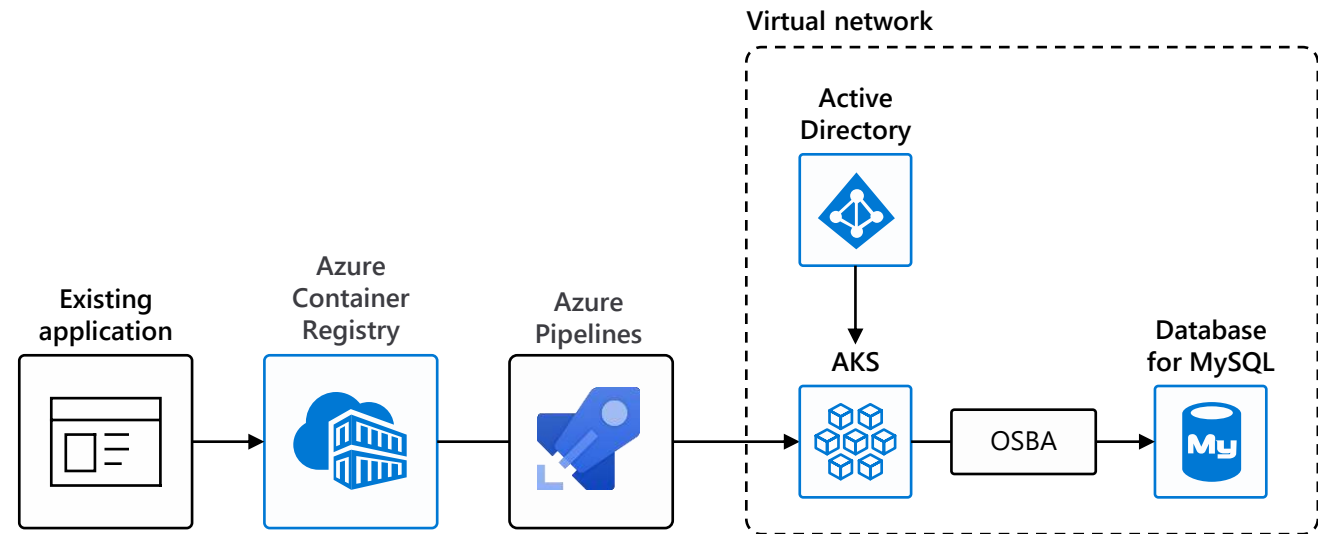 Virtual network
Active
Directory
Azure
Container
Registry
Existing
application
Azure
Pipelines
AKS
Database
for MySQL
OSBA
My